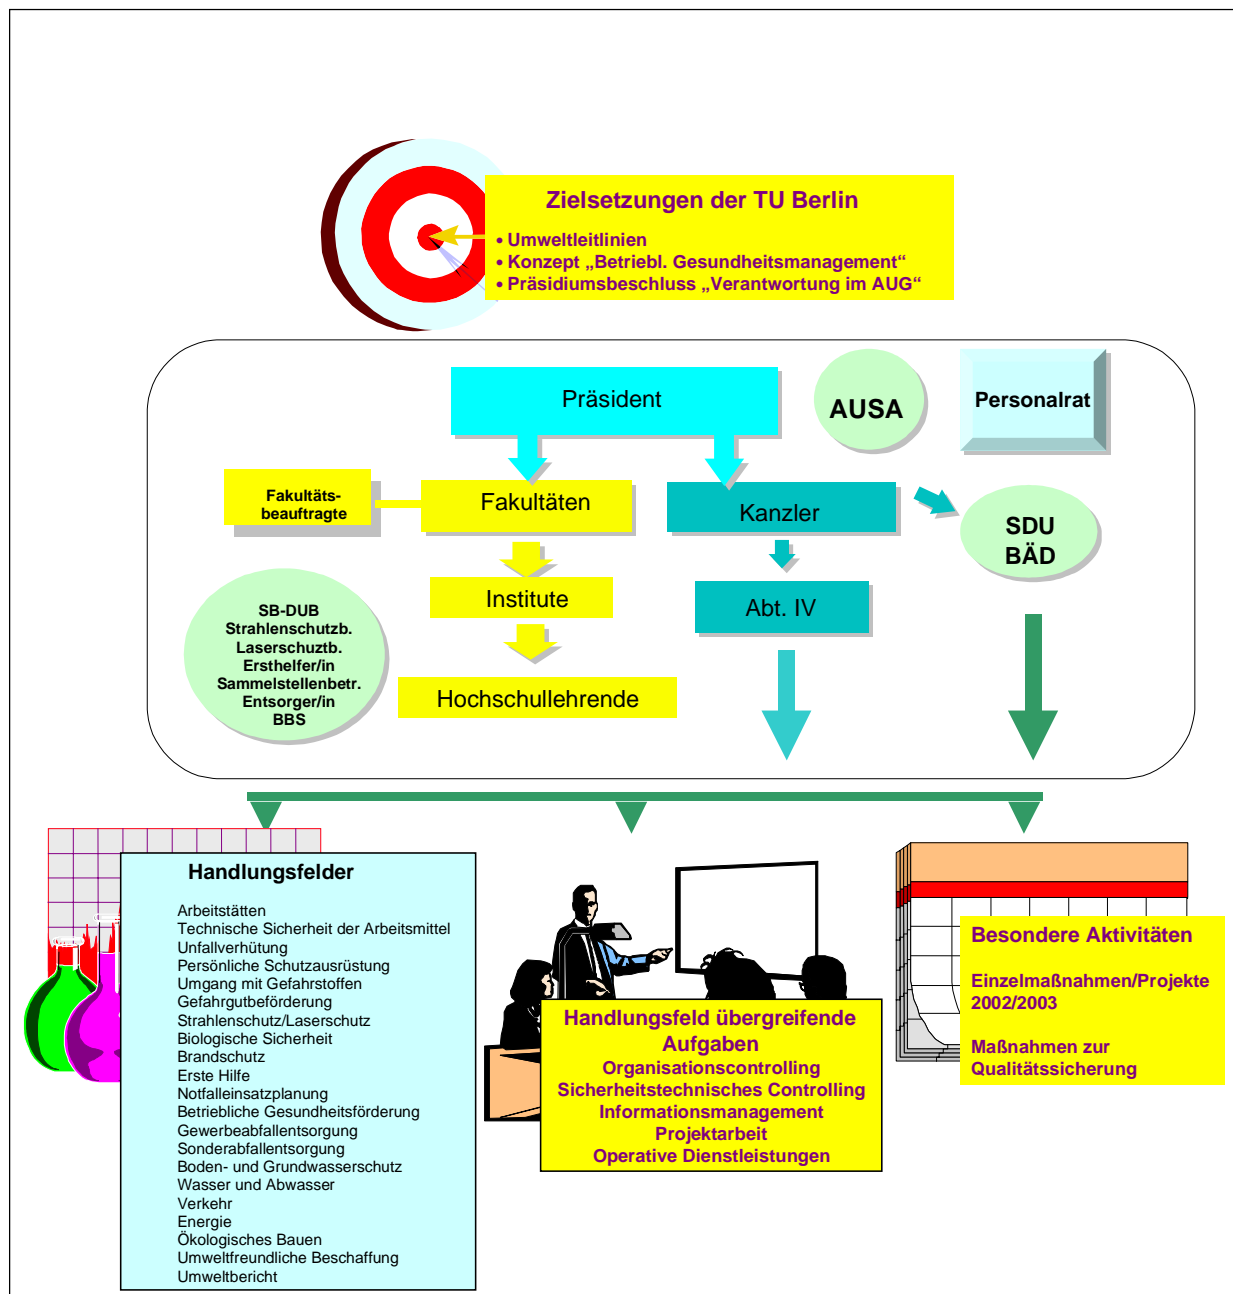 Zielsetzungen der TU Berlin
• Umweltleitlinien
• Konzept „Betriebl. Gesundheitsmanagement“
• Präsidiumsbeschluss „Verantwortung im AUG“
Präsident
AUSA
Personalrat
Fakultäts-
beauftragte
Fakultäten
Kanzler
SDU
BÄD
Institute
Abt. IV
SB-DUB
Strahlenschutzb.
Laserschuztb.
Ersthelfer/in
Sammelstellenbetr.
Entsorger/in
BBS
Hochschullehrende
Handlungsfelder
Arbeitstätten
Technische Sicherheit der Arbeitsmittel
Unfallverhütung
Persönliche Schutzausrüstung
Umgang mit Gefahrstoffen
Gefahrgutbeförderung
Strahlenschutz/Laserschutz
Biologische Sicherheit
Brandschutz
Erste Hilfe
Notfalleinsatzplanung
Betriebliche Gesundheitsförderung
Gewerbeabfallentsorgung
Sonderabfallentsorgung
Boden- und Grundwasserschutz
Wasser und Abwasser
Verkehr
Energie
Ökologisches Bauen
Umweltfreundliche Beschaffung
Umweltbericht
Handlungsfeld übergreifende
Aufgaben
Organisationscontrolling
Sicherheitstechnisches Controlling
Informationsmanagement
Projektarbeit
Operative Dienstleistungen
Besondere Aktivitäten
Einzelmaßnahmen/Projekte
2002/2003
Maßnahmen zur
Qualitätssicherung